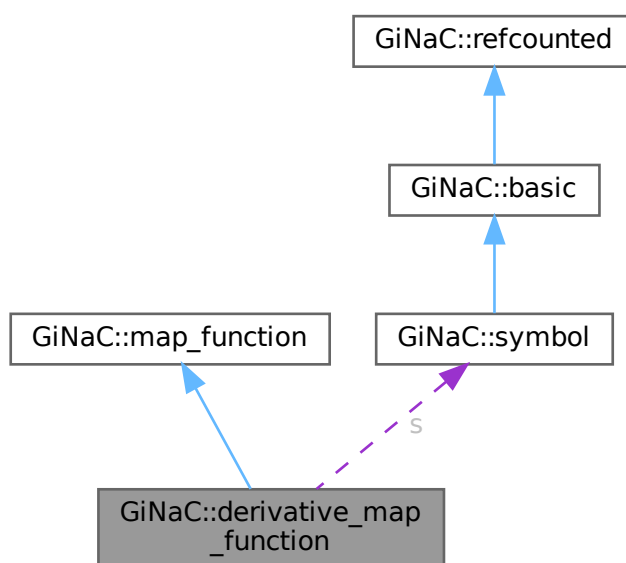 GiNaC::refcounted
GiNaC::basic
GiNaC::map_function
GiNaC::symbol
s
GiNaC::derivative_map
_function